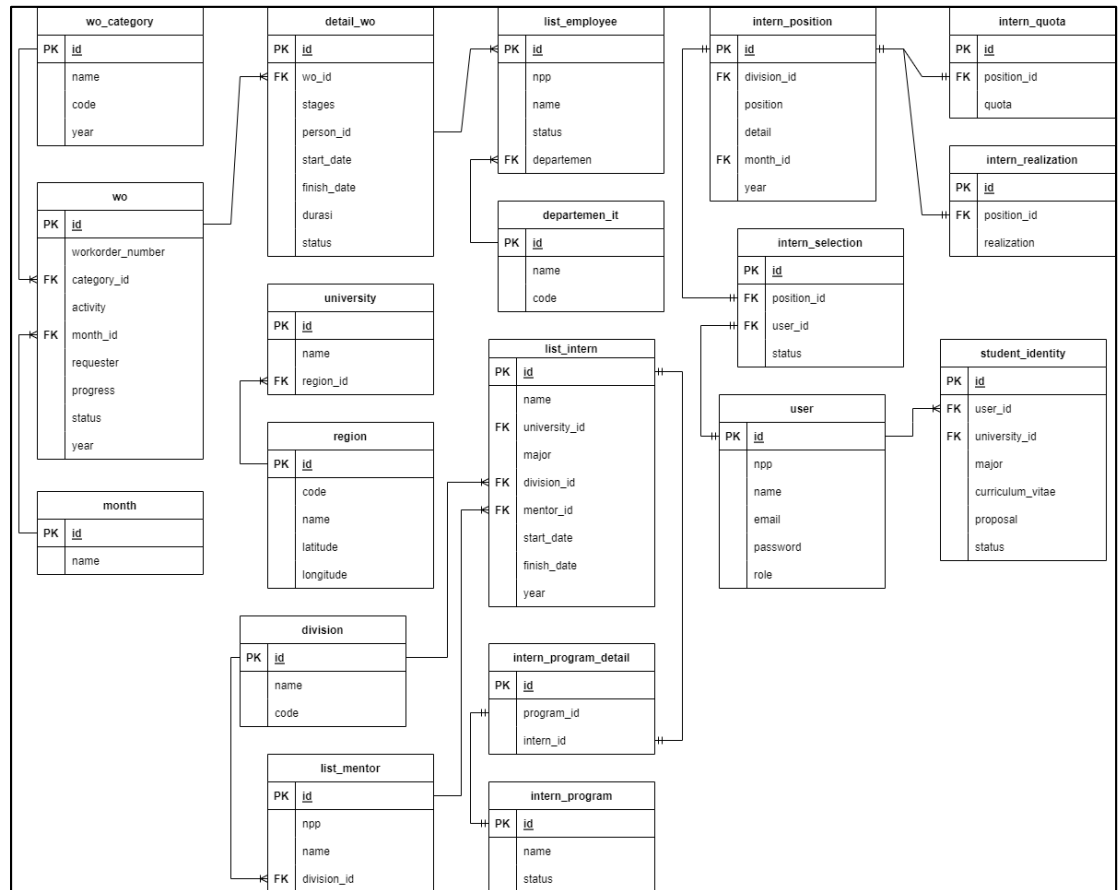 wo_category
PK id
name
code
year
wo
PK id
workorder_number
FK category_id
activity
FK month_id
requester
progress
status
year
month
PK id
name
detail_wo
PK id
FK wo_id
stages
person_id
start_date
finish_date
durasi
status
university
PK id
name
FK region_id
region
PK id
code
name
latitude
longitude
division
PK id
name
code
list_mentor
PK id
npp
name
FK division_id
list_employee
PK id
npp
name
status
FK departemen
departemen_it
PK id
name
code
list_intern
PK id
name
FK university_id
major
FK division_id
FK mentor_id
start_date
finish_date
year
intern_program_detail
PK id
program_id
intern_id
intern_program
PK id
name
status
intern_position
PK id
FK division_id
position
detail
FK month_id
year
intern_selection
PK id
FK position_id
FK user_id
status
user
PK id
npp
name
email
password
role
intern_quota
PK id
FK position_id
quota
intern_realization
PK id
FK position_id
realization
student_identity
PK id
FK user_id
FK university_id
major
curriculum_vitae
proposal
status